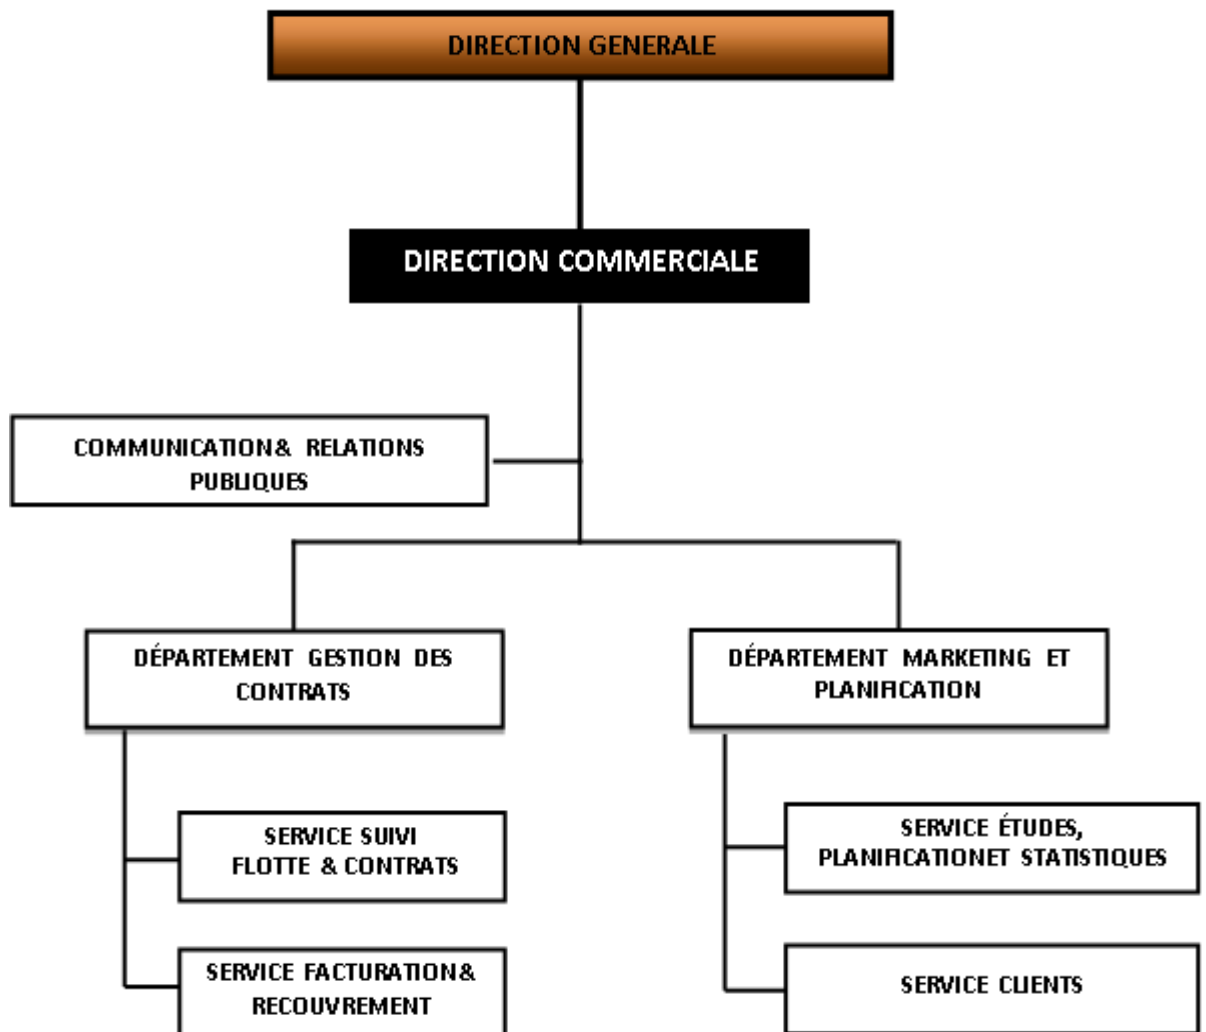 DIRECTION GENERALE
DIRECTION COMMERCIALE
COMMUNICATION& RELATIONS
PUBLIQUES
DÉPARTEMENT GESTION DES
CONTRATS
DÉPARTEMENT MARKETING ET
PLANIFICATION
SERVICE SUIVI
FLOTTE & CONTRATS
SERVICE ÉTUDES,
PLANIFICATIONET STATISTIQUES
SERVICE FACTURATION&
RECOUVREMENT
SERVICE CLIENTS